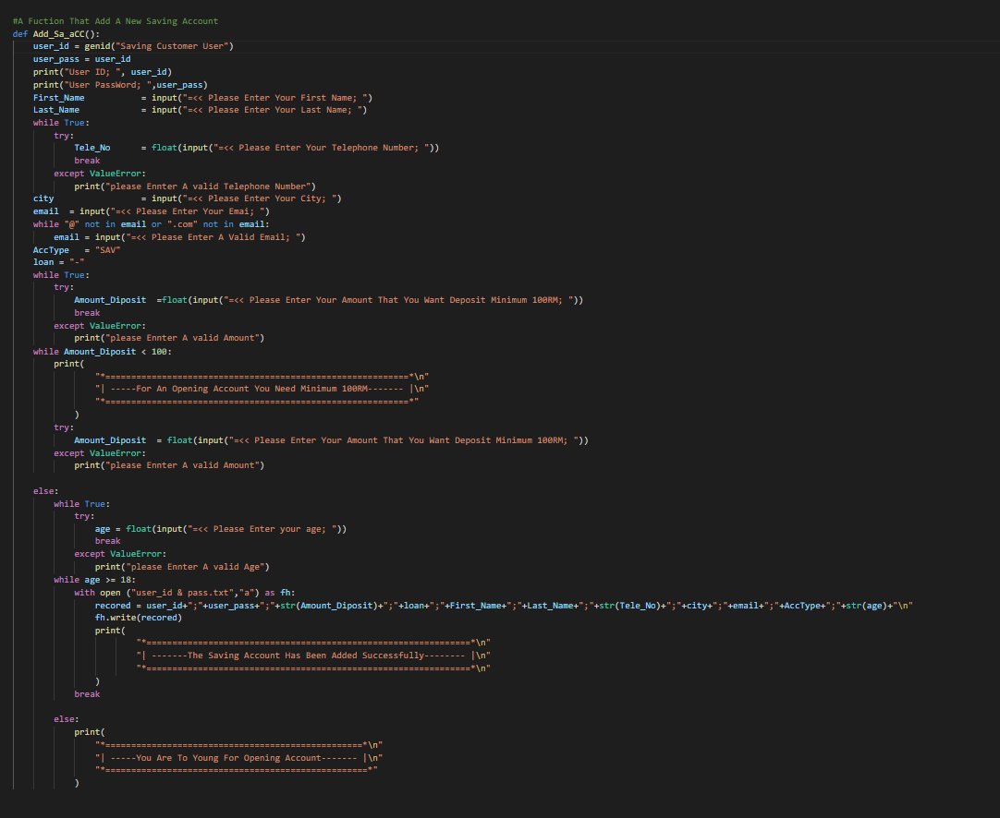 #A Fuction That Add A New Saving Account
def Add_Sa_aCC():
    user_id = genid("Saving Customer User")
    user_pass = user_id
    print("User ID; ", user_id)
    print("User PassWord; ",user_pass)
    First_Name           = input("=<< Please Enter Your First Name; ")
    Last_Name            = input("=<< Please Enter Your Last Name; ")
    while True:
        try:
            Tele_No      = float(input("=<< Please Enter Your Telephone Number; "))
            break
        except ValueError:
            print("please Ennter A valid Telephone Number")
    city                 = input("=<< Please Enter Your City; ")
    email  = input("=<< Please Enter Your Emai; ")
    while "@" not in email or ".com" not in email:
        email = input("=<< Please Enter A Valid Email; ")
    AccType   = "SAV"
    loan = "-"
    while True:
        try:
            Amount_Diposit  =float(input("=<< Please Enter Your Amount That You Want Deposit Minimum 100RM; "))
            break
        except ValueError:
            print("please Ennter A valid Amount")
    while Amount_Diposit < 100:
        print(
                "*===========================================================*\n"
                "| -----For An Opening Account You Need Minimum 100RM------- |\n"
                "*===========================================================*"
            )
        try:
            Amount_Diposit  = float(input("=<< Please Enter Your Amount That You Want Deposit Minimum 100RM; "))
        except ValueError:
            print("please Ennter A valid Amount")
    else:
        while True:
            try:
                age = float(input("=<< Please Enter your age; "))
                break
            except ValueError:
                print("please Ennter A valid Age")
        while age >= 18:
            with open ("user_id & pass.txt","a") as fh:
                recored = user_id+";"+user_pass+";"+str(Amount_Diposit)+";"+loan+";"+First_Name+";"+Last_Name+";"+str(Tele_No)+";"+city+";"+email+";"+AccType+";"+str(age)+"\n"
                fh.write(recored)
                print(
                        "*===============================================================*\n"
                        "| -------The Saving Account Has Been Added Successfully-------- |\n"
                        "*===============================================================*\n"
                )
            break
        else:
            print(
                "*==================================================*\n"
                "| -----You Are To Young For Opening Account------- |\n"
                "*===================================================*"
            )